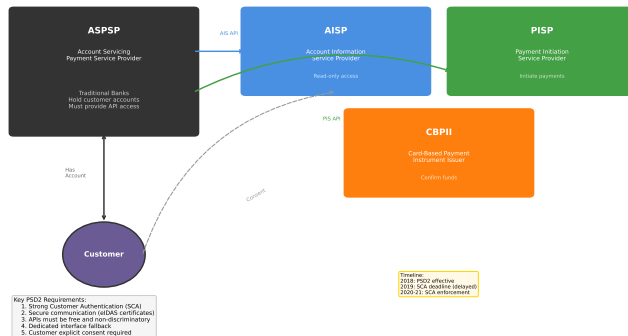 ASPSP
Account Servicing
Payment Service Provider
Traditional Banks
Hold customer accounts
Must provide API access
AIS API
AISP
Account Information
Service Provider
Read-only access
PISP
Payment Initiation
Service Provider
Initiate payments
PIS API
CBPII
Card-Based Payment
Instrument Issuer
Confirm funds
Has
Account
Consent
Customer
Timeline:
2018: PSD2 effective
2019: SCA deadline (delayed)
2020-21: SCA enforcement
Key PSD2 Requirements:
1. Strong Customer Authentication (SCA)
2. Secure communication (eIDAS certificates)
3. APIs must be free and non-discriminatory
4. Dedicated interface fallback
5. Customer explicit consent required